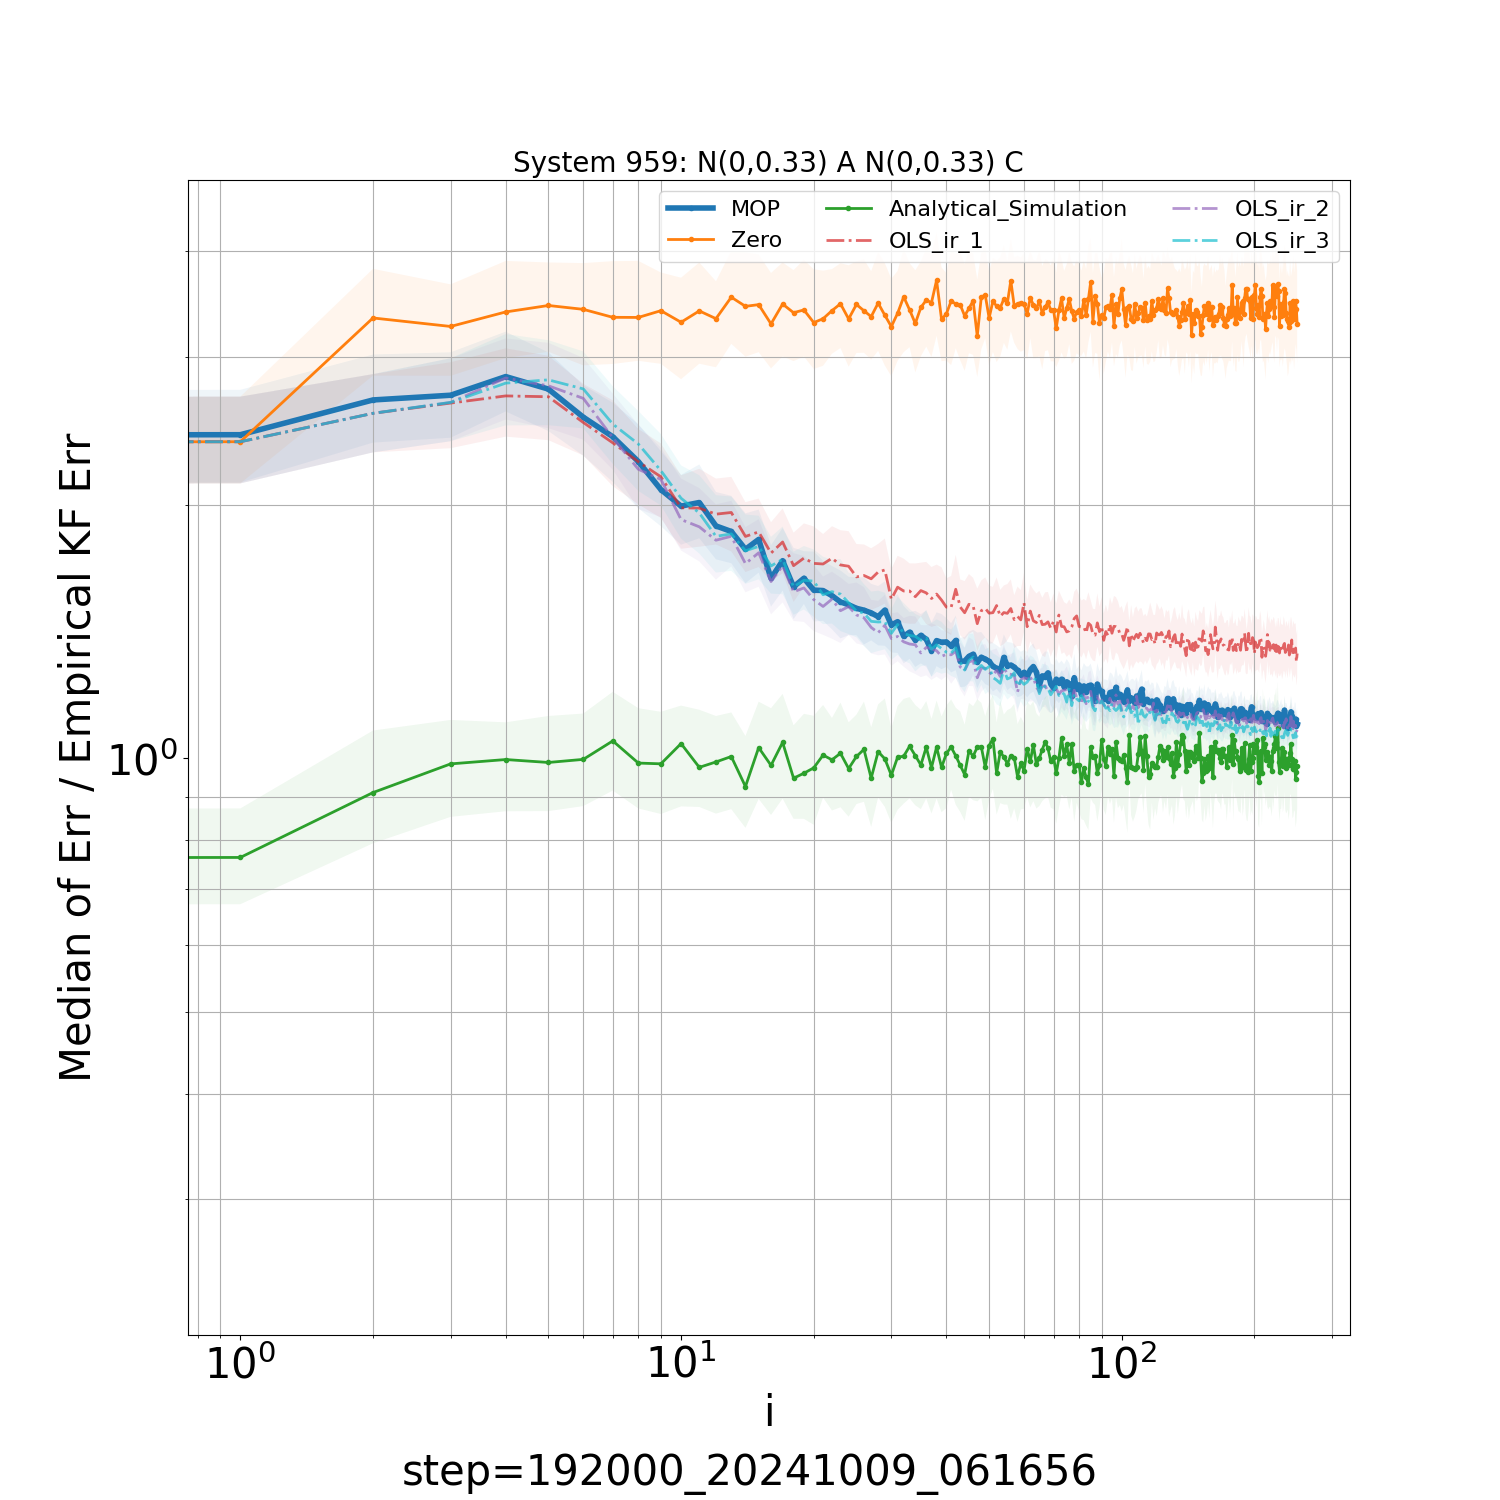 System 959: N(0,0.33) A N(0,0.33) C
MOP
Zero
Analytical_Simulation
OLS_ir_1
OLS_ir_2
OLS_ir_3
Median of Err / Empirical KF Err
10⁰
10⁰
10¹
10²
i
step=192000_20241009_061656